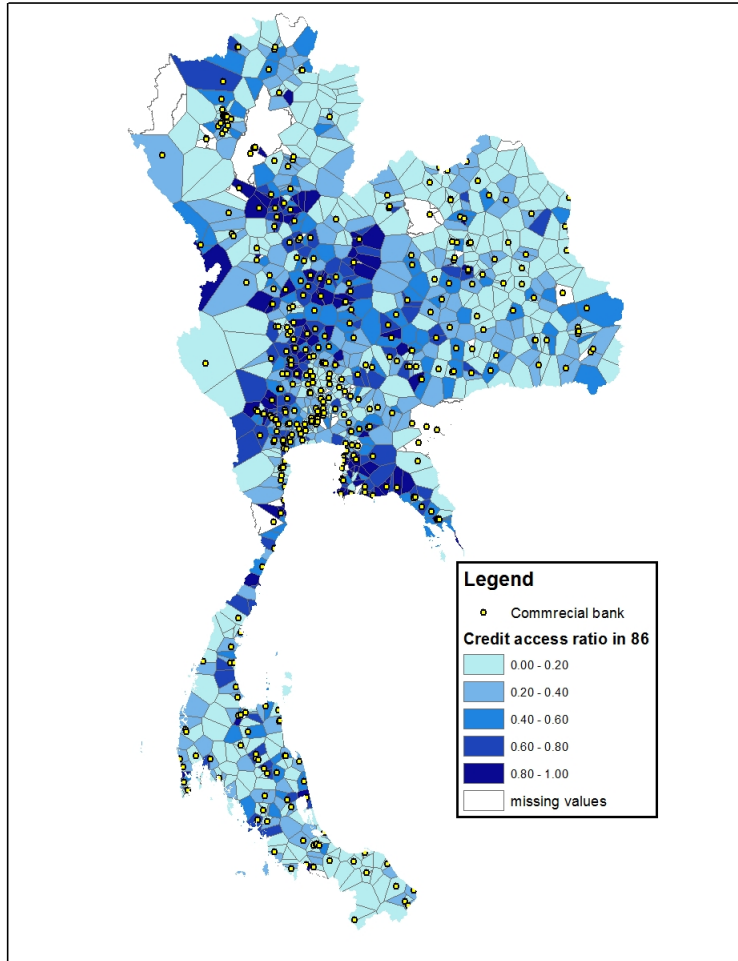 Legend
Commrecial bank
Credit access ratio in 86
0.00 - 0.20
0.20 - 0.40
0.40 - 0.60
0.60 - 0.80
0.80 - 1.00
missing values